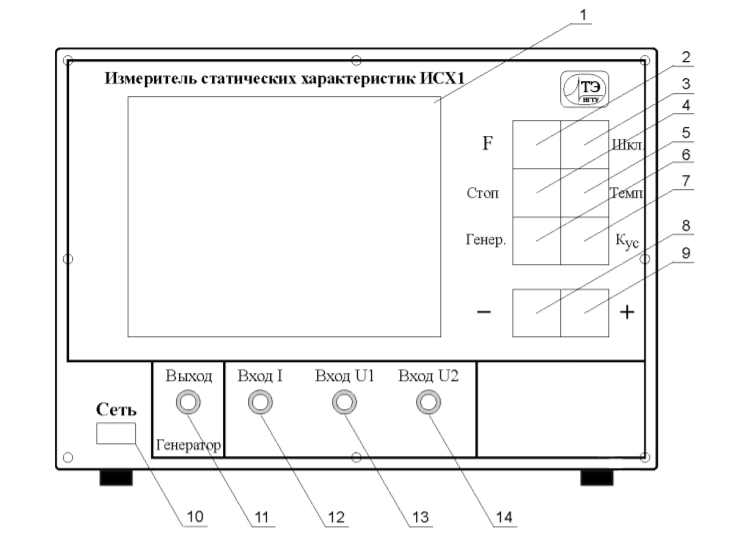 1
Измеритель статических характеристик ИСХ1
2
ТЭ
НГТУ
3
4
F
Шкл.
5
6
Стоп
Темп
7
Генер.
Кус
8
9
−
+
Выход
Вход I
Вход U1
Вход U2
Сеть
Генератор
10
11
12
13
14